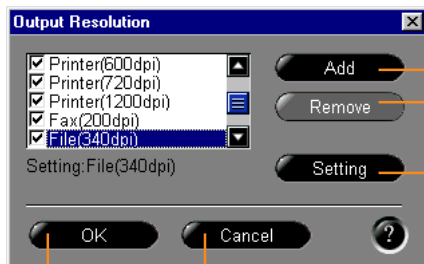 Output Resolution
Printer(600dpi)
Printer(720dpi)
Printer(1200dpi)
Fax(200dpi)
File(340dpi)
Setting:File(340dpi)
Add
Remove
Setting
OK
Cancel
?